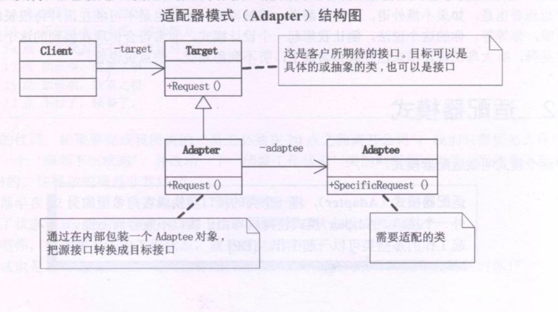 适配器模式（Adapter）结构图
Client
-target
Target
+Request()
这是客户所期待的接口。目标可以是
具体的或抽象的类，也可以是接口
Adapter
+Request()
-adaptee
Adaptee
+SpecificRequest ()
通过在内部包装一个 Adaptee 对象，
把源接口转换成目标接口
需要适配的类